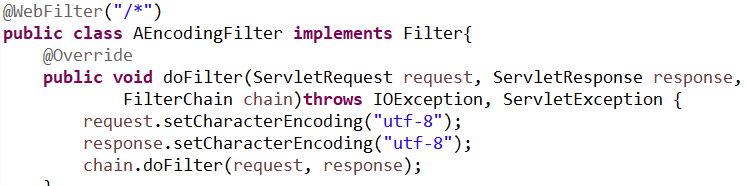 @WebFilter("/*")
public class AEncodingFilter implements Filter{
    @Override
    public void doFilter(ServletRequest request, ServletResponse response,
            FilterChain chain)throws IOException, ServletException {
        request.setCharacterEncoding("utf-8");
        response.setCharacterEncoding("utf-8");
        chain.doFilter(request, response);
    }